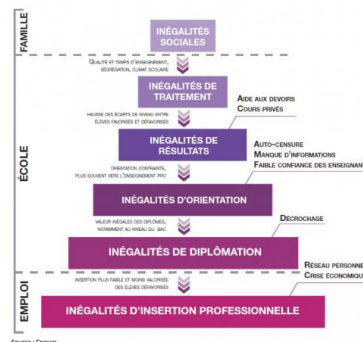 FAMILLE
INÉGALITÉS
SOCIALES
QUALITÉ ET TEMPS D'ENSEIGNEMENT,
SÉGRÉGATION, CLIMAT SCOLAIRE
ÉCOLE
INÉGALITÉS DE
TRAITEMENT
AIDE AUX DEVOIRS
COURS PRIVÉS
HAUSSE DES ÉCARTS DE NIVEAU ENTRE
ÉLÈVES FAVORISÉS ET DÉFAVORISÉS
INÉGALITÉS DE
RÉSULTATS
AUTO-CENSURE
MANQUE D'INFORMATIONS
FAIBLE CONFIANCE DES ENSEIGNANT
ORIENTATION CONTRAINTE,
PLUS SOUVENT VERS L'ENSEIGNEMENT PRO
INÉGALITÉS D'ORIENTATION
DÉCROCHAGE
VALEUR INÉGALES DES DIPLÔMES,
NOTAMMENT AU NIVEAU DU BAC
INÉGALITÉS DE DIPLÔMATION
RÉSEAU PERSONNE
CRISE ÉCONOMIQU
EMPLOI
INSERTION PLUS FAIBLE ET MOINS VALORISÉE
DES ÉLÈVES DÉFAVORISÉS
INÉGALITÉS D'INSERTION PROFESSIONNELLE